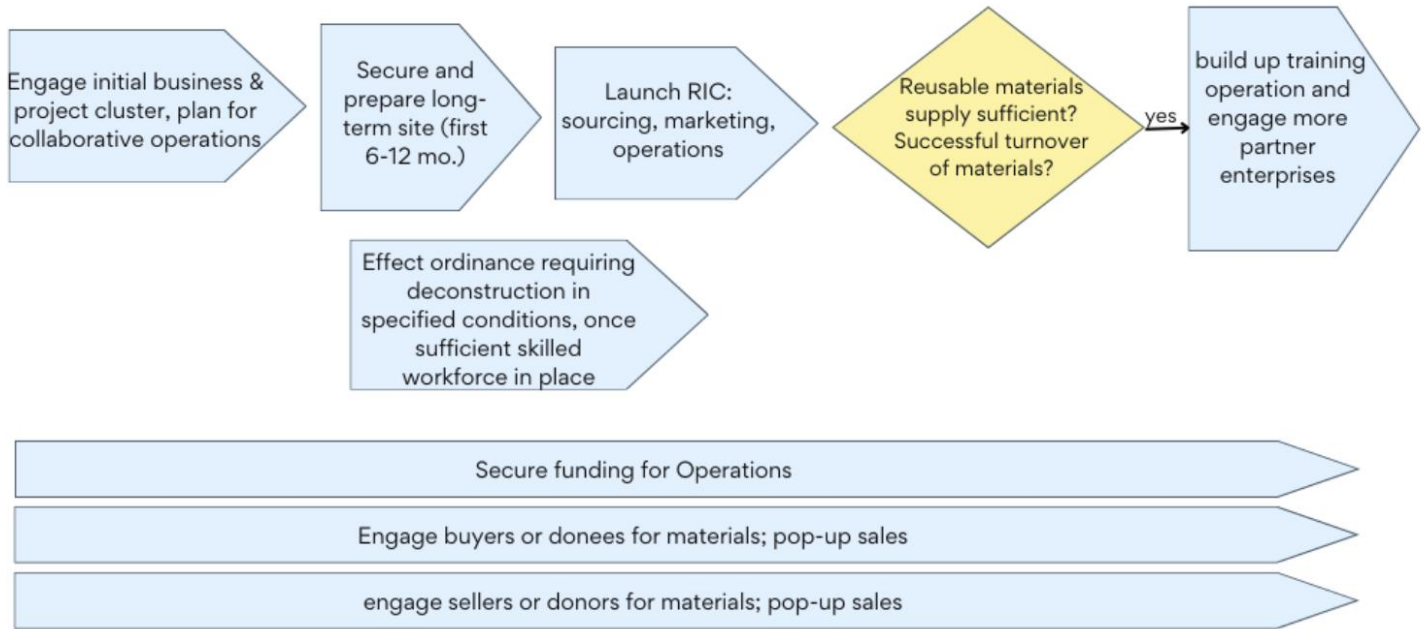 Engage initial business &
project cluster, plan for
collaborative operations
Secure and
prepare long-
term site (first
6-12 mo.)
Launch RIC:
sourcing, marketing,
operations
Reusable materials
supply sufficient?
Successful turnover
of materials?
yes
build up training
operation and
engage more
partner
enterprises
Effect ordinance requiring
deconstruction in
specified conditions, once
sufficient skilled
workforce in place
Secure funding for Operations
Engage buyers or donees for materials; pop-up sales
engage sellers or donors for materials; pop-up sales